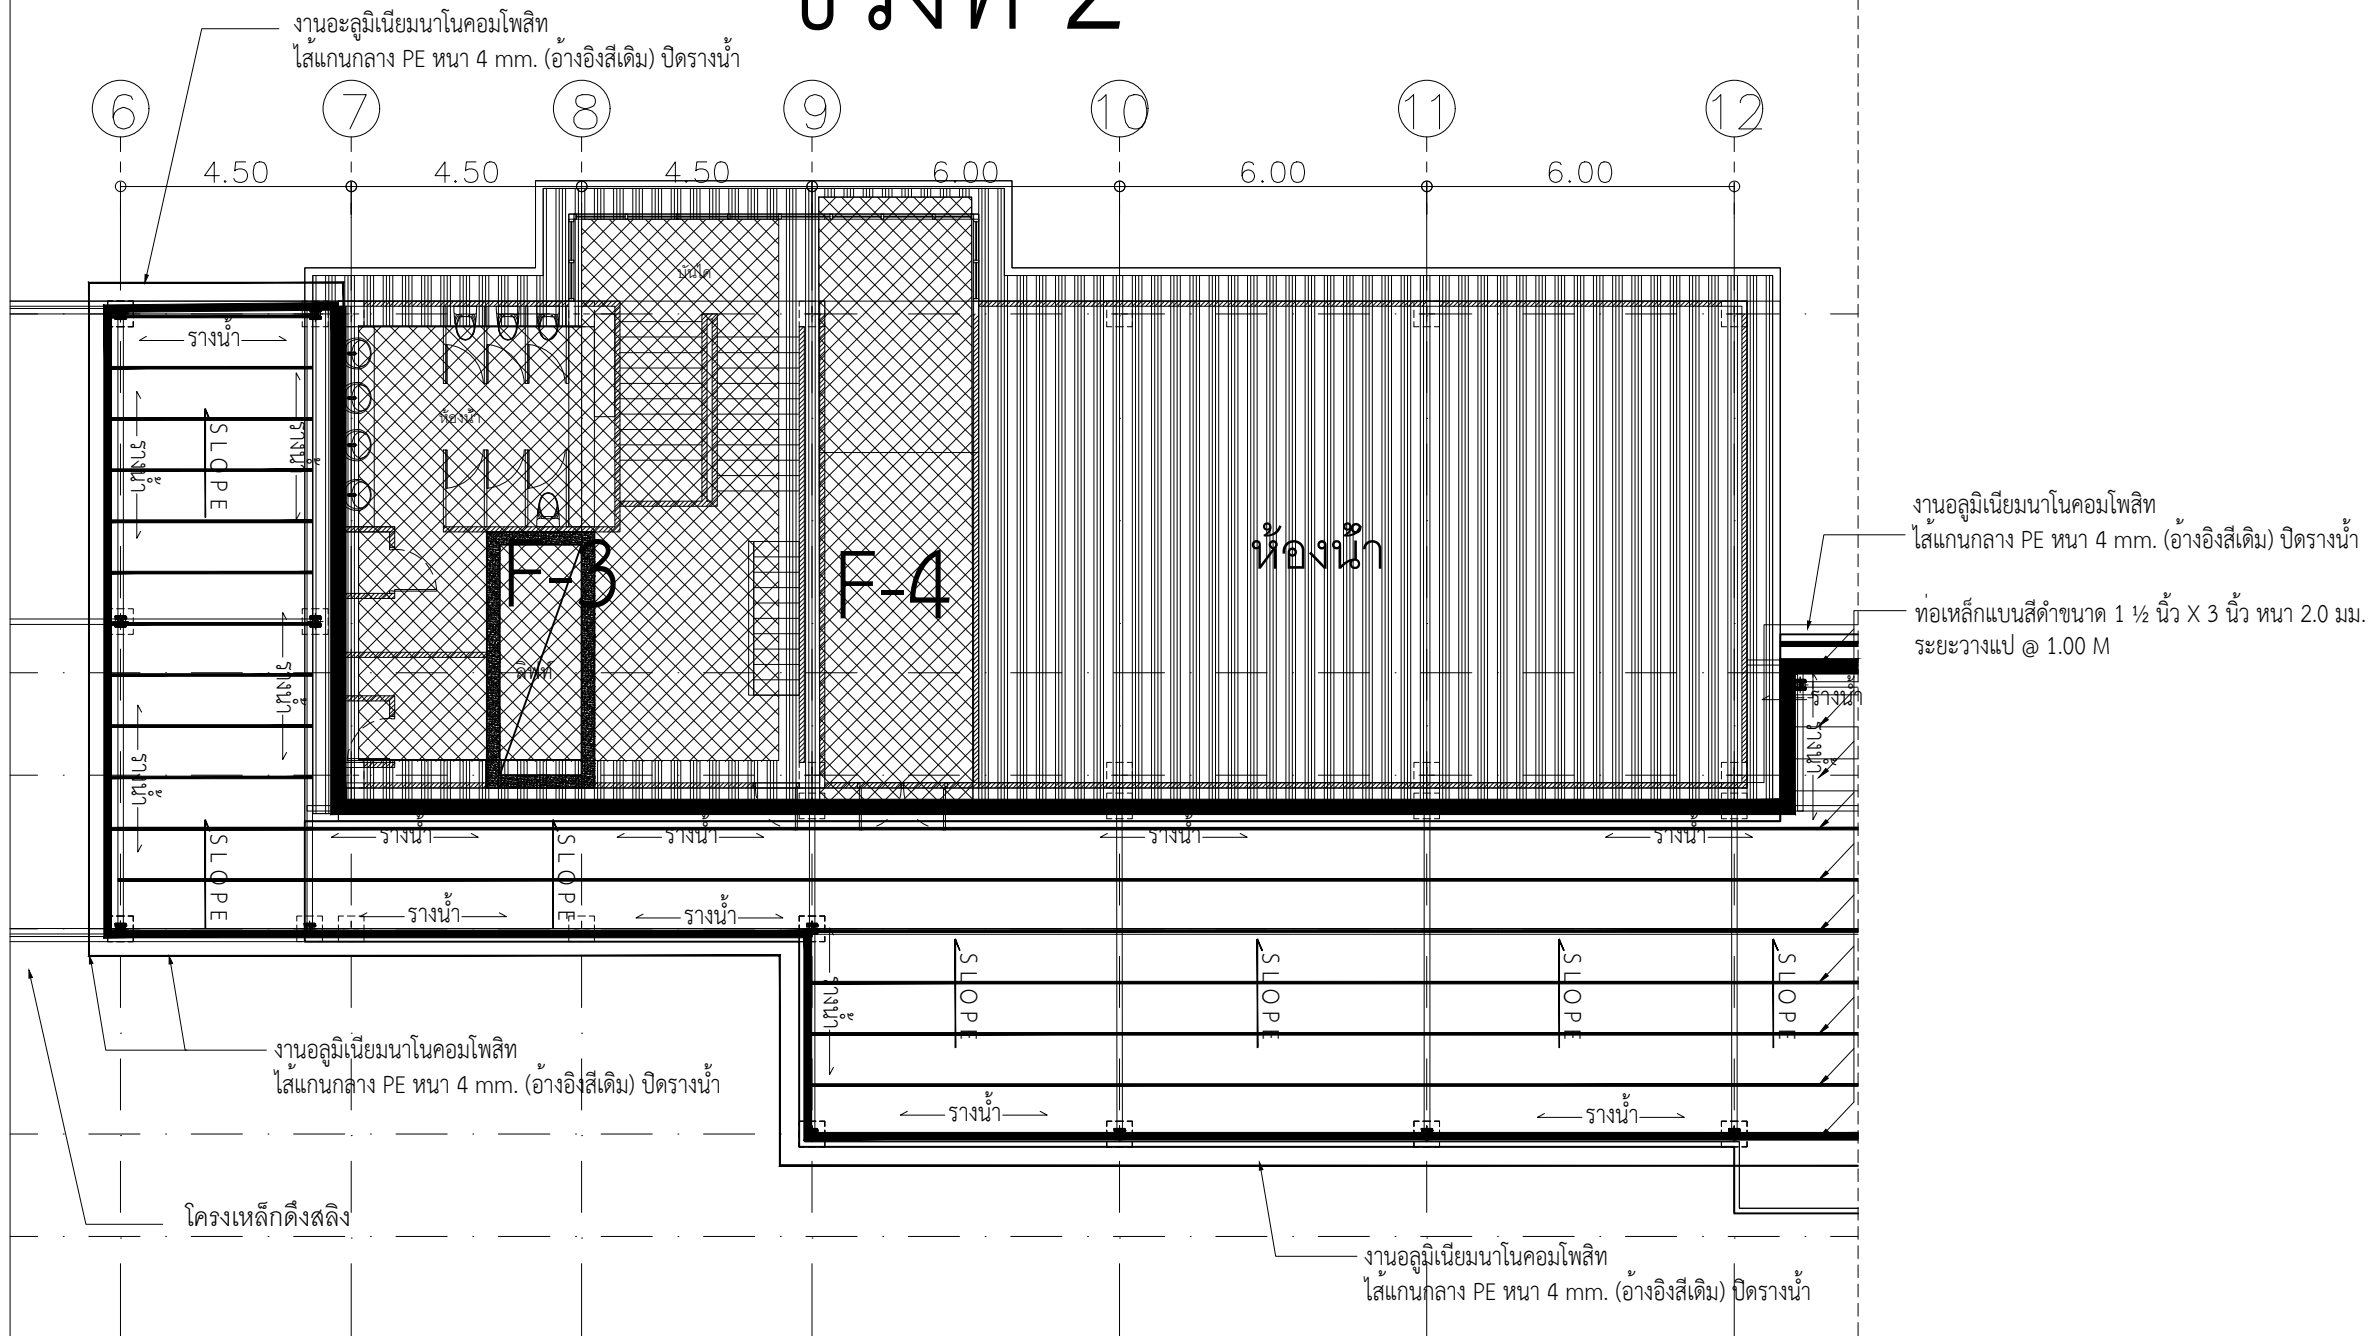 งานอะลูมิเนียมนาโนคอมโพสิท
ไส้แกนกลาง PE หนา 4 mm. (อ้างอิงสีเดิม) ปิดรางน้ำ
6 7 8 9 10 11 12
4.50 4.50 4.50 6.00 6.00 6.00
บันได
รางน้ำ
ห้องน้ำ
SLOPE
รางน้ำ
รางน้ำ
งานอลูมิเนียมนาโนคอมโพสิท
ไส้แกนกลาง PE หนา 4 mm. (อ้างอิงสีเดิม) ปิดรางน้ำ
F-3
F-4
ห้องน้ำ
ท่อเหล็กแบนสีดำขนาด 1 ½ นิ้ว X 3 นิ้ว หนา 2.0 มม.
ระยะวางแป @ 1.00 M
รางน้ำ
รางน้ำ
รางน้ำ
รางน้ำ
รางน้ำ รางน้ำ รางน้ำ รางน้ำ
SLOPE SLOPE
รางน้ำ รางน้ำ
SLOPE SLOPE SLOPE SLOPE
รางน้ำ
งานอลูมิเนียมนาโนคอมโพสิท
ไส้แกนกลาง PE หนา 4 mm. (อ้างอิงสีเดิม) ปิดรางน้ำ
รางน้ำ รางน้ำ
โครงเหล็กดึงสลิง
งานอลูมิเนียมนาโนคอมโพสิท
ไส้แกนกลาง PE หนา 4 mm. (อ้างอิงสีเดิม) ปิดรางน้ำ